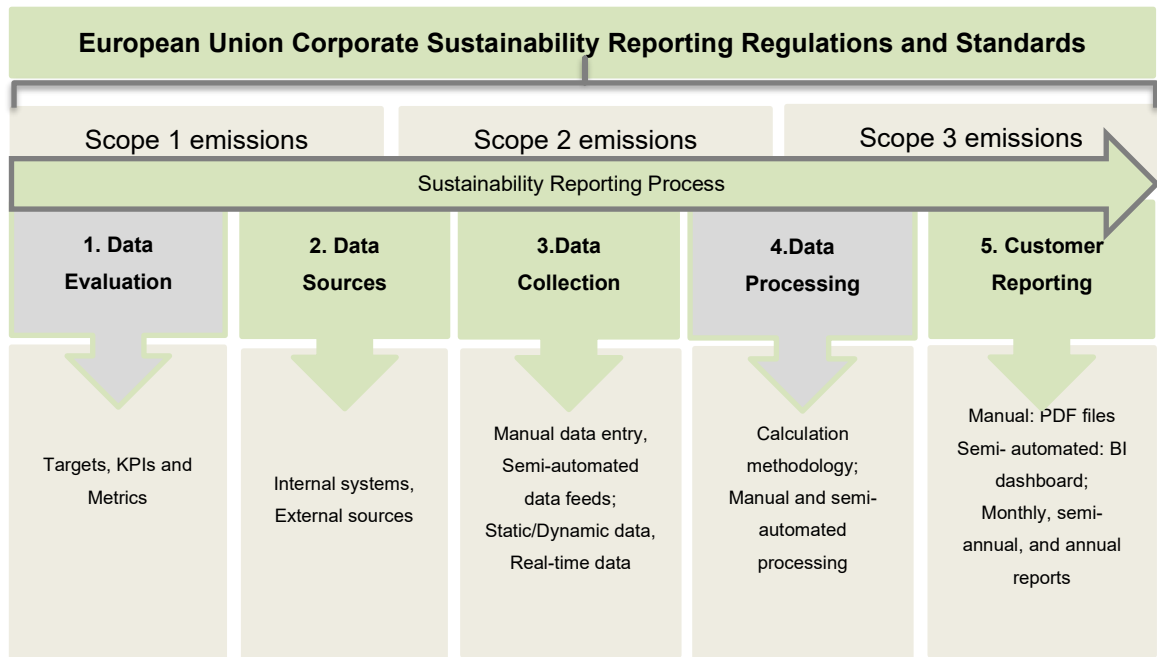 European Union Corporate Sustainability Reporting Regulations and Standards
Scope 1 emissions
Scope 2 emissions
Scope 3 emissions
Sustainability Reporting Process
1. Data
Evaluation
2. Data
Sources
3.Data
Collection
4.Data
Processing
5. Customer
Reporting
Targets, KPIs and
Metrics
Internal systems,
External sources
Manual data entry,
Semi-automated
data feeds;
Static/Dynamic data,
Real-time data
Calculation
methodology;
Manual and semi-
automated
processing
Manual: PDF files
Semi- automated: BI
dashboard;
Monthly, semi-
annual, and annual
reports